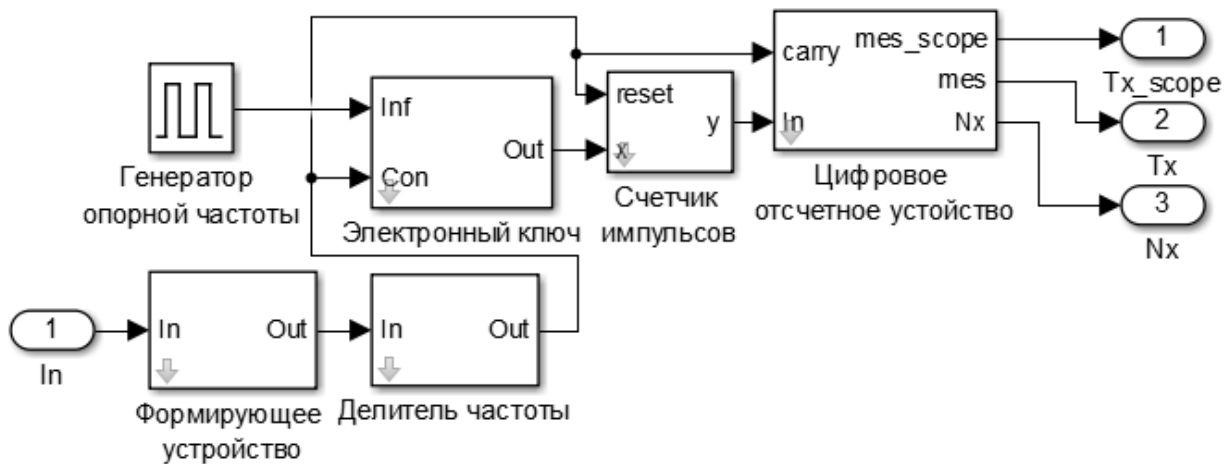 carry
mes_scope
mes
In
Nx
1
Tx_scope
2
Tx
3
Nx
reset
y
x
Счетчик
импульсов
Цифровое
отсчетное устойство
Inf
Out
Con
Электронный ключ
Генератор
опорной частоты
1
In
In
Out
Формирующее
устройство
In
Out
Делитель частоты